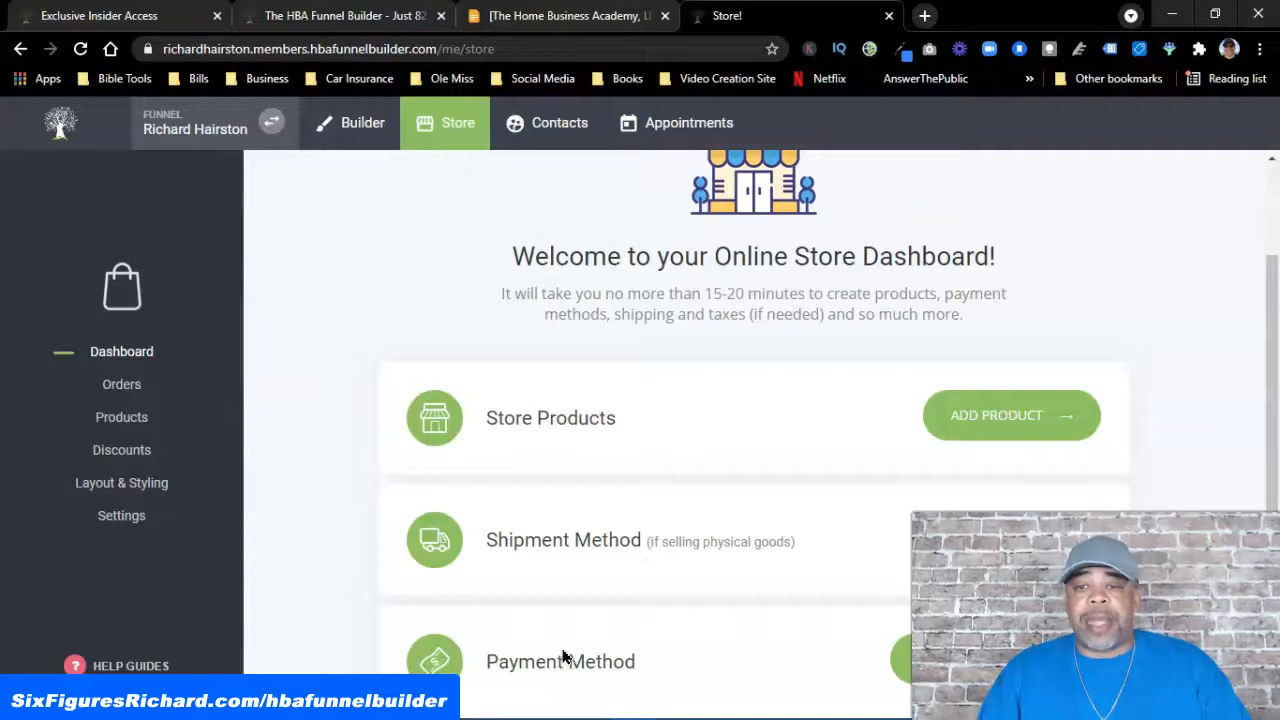 Exclusive Insider Access
The HBA Funnel Builder - Just 82
[The Home Business Academy, L
Store!
richardhairston.members.hbafunnelbuilder.com/me/store
IQ
Apps
Bible Tools
Bills
Business
Car Insurance
Ole Miss
Social Media
Books
Video Creation Site
Netflix
AnswerThePublic
»
Other bookmarks
Reading list
FUNNEL
Richard Hairston
Builder
Store
Contacts
Appointments
Dashboard
Orders
Products
Discounts
Layout & Styling
Settings
? HELP GUIDES
Welcome to your Online Store Dashboard!
It will take you no more than 15-20 minutes to create products, payment
methods, shipping and taxes (if needed) and so much more.
Store Products
ADD PRODUCT →
Shipment Method (if selling physical goods)
Payment Method
SixFiguresRichard.com/hbafunnelbuilder